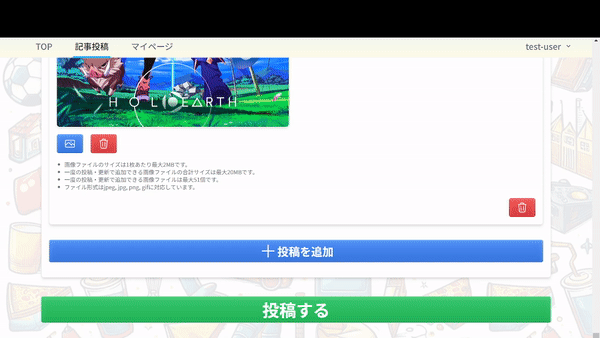 TOP 記事投稿 マイページ test-user
HOLOEARTH
画像ファイルのサイズは1枚あたり最大2MBです。
一度の投稿・更新で追加できる画像ファイルの合計サイズは最大20MBです。
一度の投稿・更新で追加できる画像ファイルは最大51個です。
ファイル形式はjpeg, jpg, png, gifに対応しています。
投稿を追加
投稿する